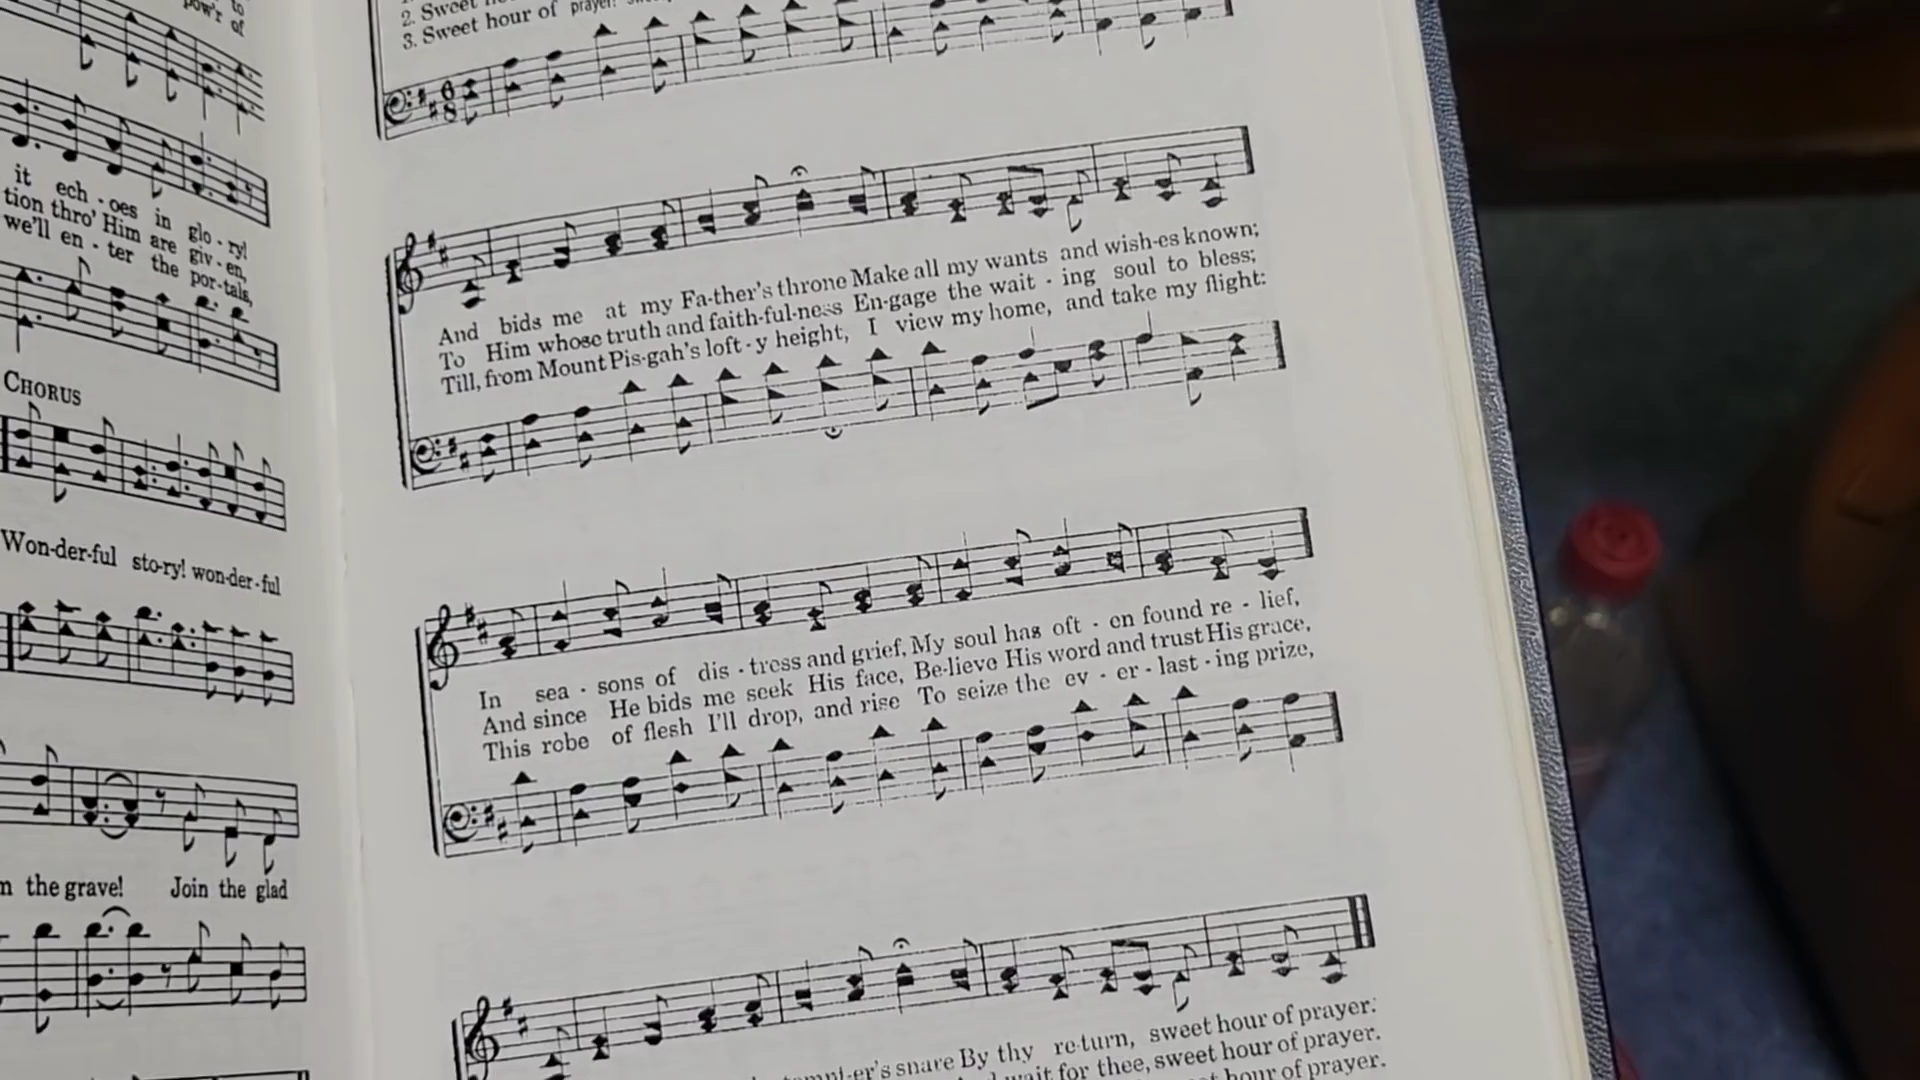 pow'r of
it ech - oes in glo - ry!
tion thro' Him are giv - en,
we'll en - ter the por - tals,
CHORUS
Won-der-ful sto-ry! won-der-ful
the grave! Join the glad
2. Sweet
3. Sweet hour of prayer!
6
8
And bids me at my Fa-ther's throne Make all my wants and wish-es known;
To Him whose truth and faith-ful-ness En-gage the wait - ing soul to bless;
Till, from Mount Pis-gah's loft - y height, I view my home, and take my flight:
In sea - sons of dis - tress and grief, My soul has oft - en found re - lief,
And since He bids me seek His face, Be-lieve His word and trust His grace,
This robe of flesh I'll drop, and rise To seize the ev - er - last - ing prize,
snare By thy re-turn, sweet hour of prayer.
wait for thee, sweet hour of prayer.
hour of prayer.